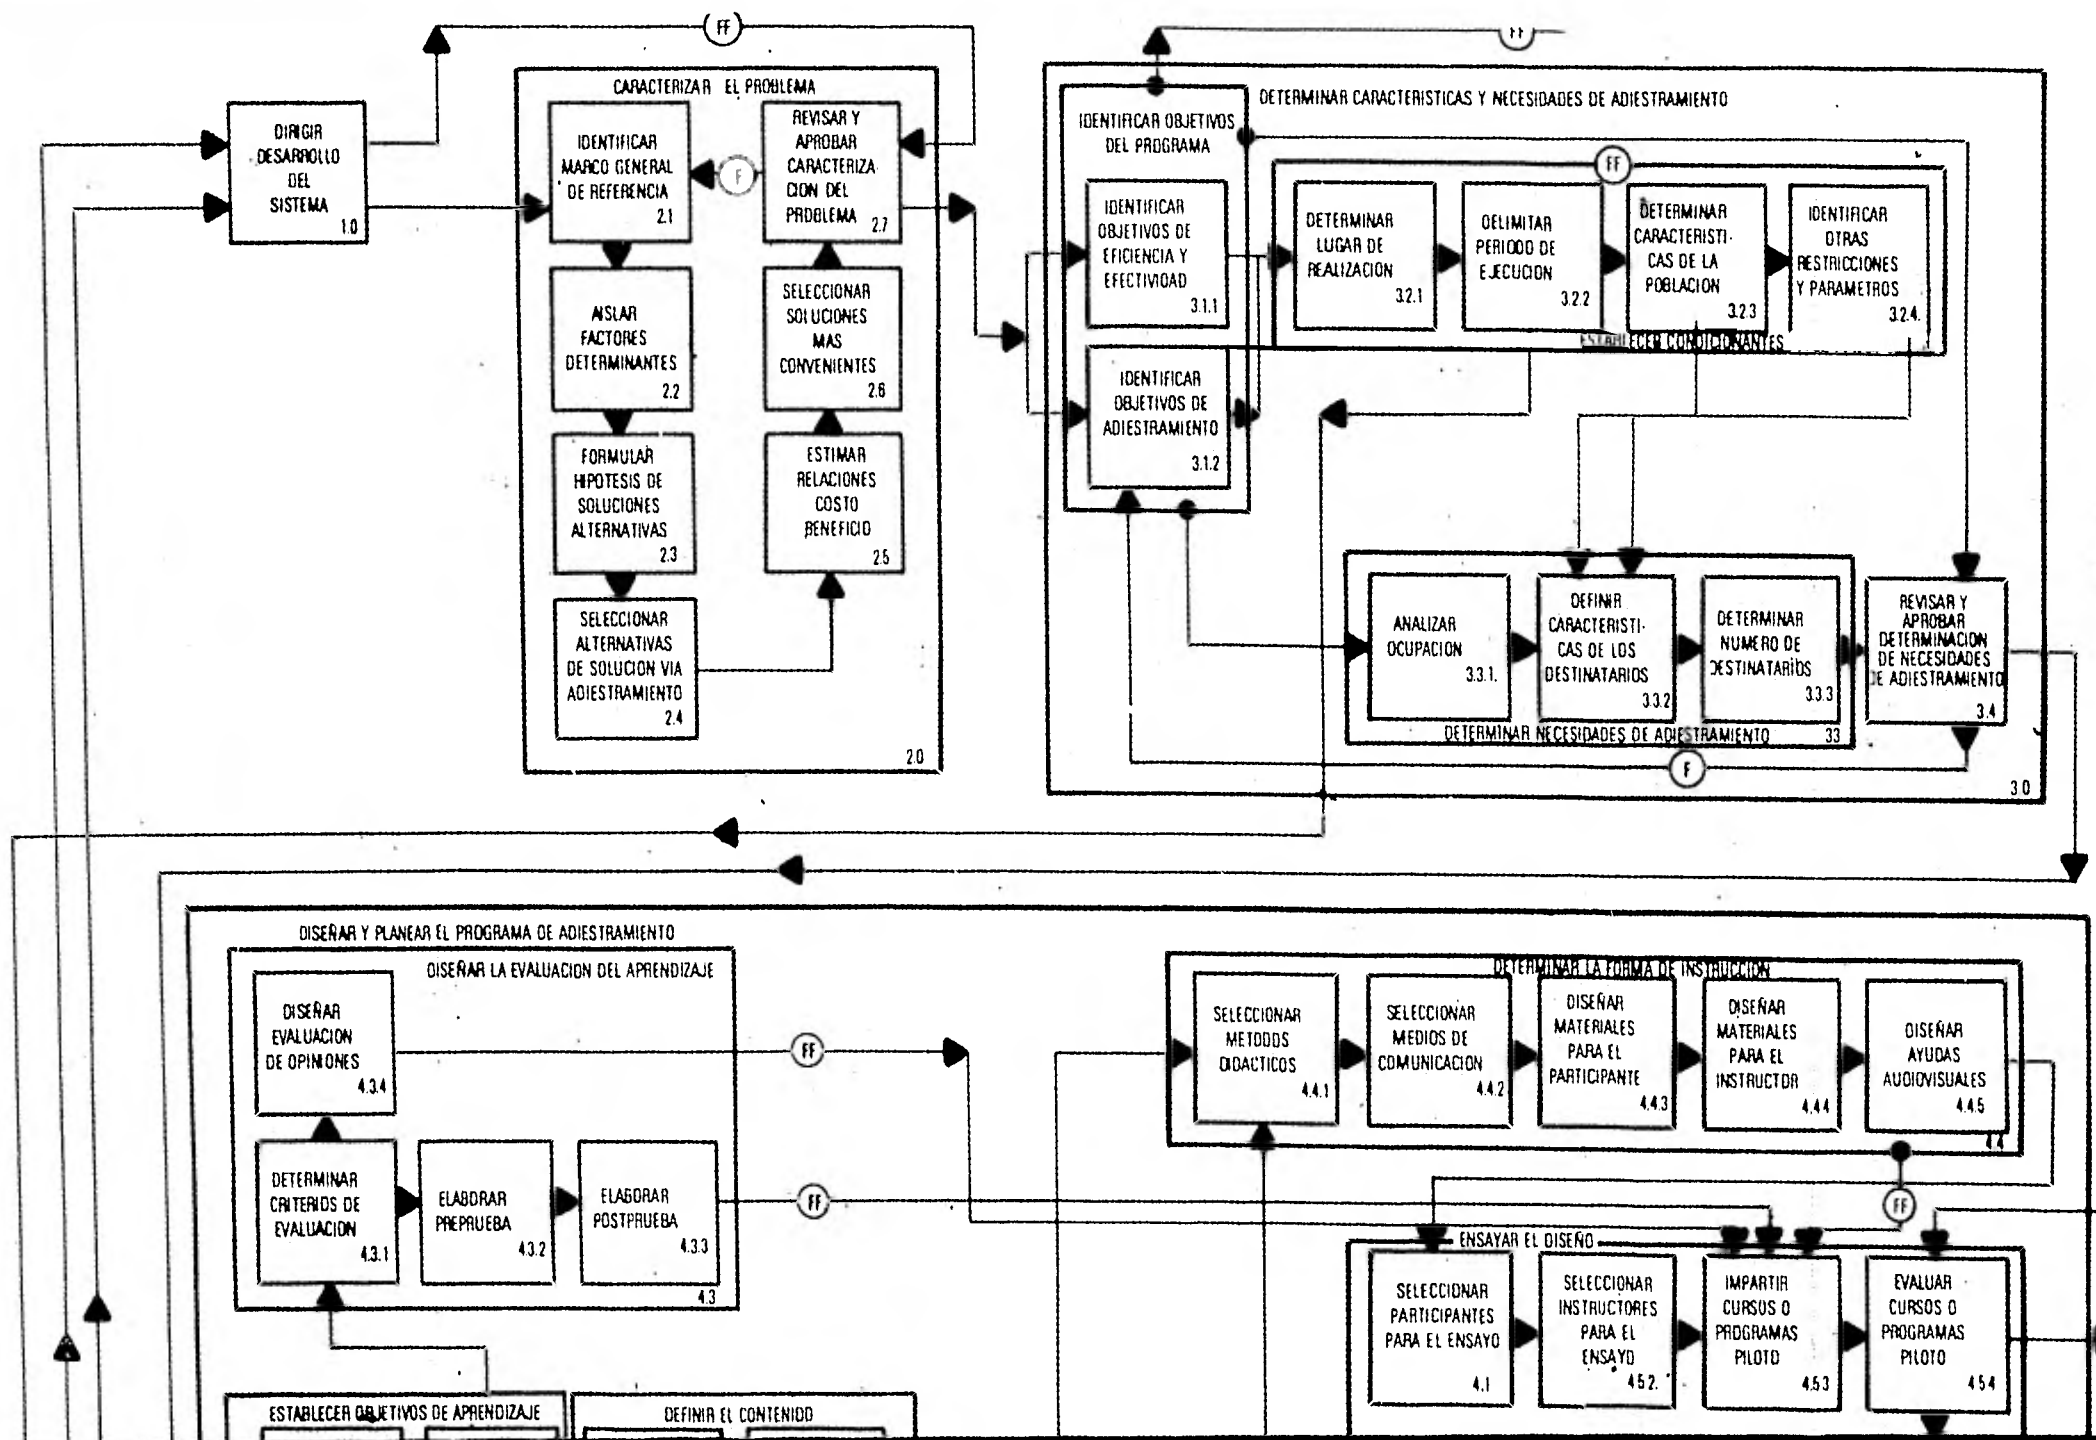 FF
FF
CARACTERIZAR EL PROBLEMA
DIRIGIR
DESARROLLO
DEL
SISTEMA
1.0
IDENTIFICAR
MARCO GENERAL
DE REFERENCIA
2.1
F
REVISAR Y
APROBAR
CARACTERIZA-
CION DEL
PROBLEMA
2.7
AISLAR
FACTORES
DETERMINANTES
2.2
SELECCIONAR
SOLUCIONES
MAS
CONVENIENTES
2.6
FORMULAR
HIPOTESIS DE
SOLUCIONES
ALTERNATIVAS
2.3
ESTIMAR
RELACIONES
COSTO
BENEFICIO
2.5
SELECCIONAR
ALTERNATIVAS
DE SOLUCION VIA
ADIESTRAMIENTO
2.4
2.0
DETERMINAR CARACTERISTICAS Y NECESIDADES DE ADIESTRAMIENTO
IDENTIFICAR OBJETIVOS
DEL PROGRAMA
FF
IDENTIFICAR
OBJETIVOS DE
EFICIENCIA Y
EFECTIVIDAD
3.1.1
DETERMINAR
LUGAR DE
REALIZACION
3.2.1
DELIMITAR
PERIODO DE
EJECUCION
3.2.2
DETERMINAR
CARACTERISTI-
CAS DE LA
POBLACION
3.2.3
IDENTIFICAR
OTRAS
RESTRICCIONES
Y PARAMETROS
3.2.4.
ESTABLECER CONDICIONANTES
IDENTIFICAR
OBJETIVOS DE
ADIESTRAMIENTO
3.1.2
ANALIZAR
OCUPACION
3.3.1.
DEFINIR
CARACTERISTI-
CAS DE LOS
DESTINATARIOS
3.3.2
DETERMINAR
NUMERO DE
DESTINATARIOS
3.3.3
REVISAR Y
APROBAR
DETERMINACION
DE NECESIDADES
DE ADIESTRAMIENTO
3.4
DETERMINAR NECESIDADES DE ADIESTRAMIENTO 33
F
3.0
DISEÑAR Y PLANEAR EL PROGRAMA DE ADIESTRAMIENTO
DISEÑAR LA EVALUACION DEL APRENDIZAJE
DISEÑAR
EVALUACION
DE OPINIONES
4.3.4
FF
DETERMINAR
CRITERIOS DE
EVALUACION
4.3.1
ELABORAR
PREPRUEBA
4.3.2
ELABORAR
POSTPRUEBA
4.3.3
FF
4.3
DETERMINAR LA FORMA DE INSTRUCCION
SELECCIONAR
METODOS
DIDACTICOS
4.4.1
SELECCIONAR
MEDIOS DE
COMUNICACION
4.4.2
DISEÑAR
MATERIALES
PARA EL
PARTICIPANTE
4.4.3
DISEÑAR
MATERIALES
PARA EL
INSTRUCTOR
4.4.4
DISEÑAR
AYUDAS
AUDIOVISUALES
4.4.5
4.4
FF
ENSAYAR EL DISEÑO
SELECCIONAR
PARTICIPANTES
PARA EL ENSAYO
4.1
SELECCIONAR
INSTRUCTORES
PARA EL
ENSAYO
4.5.2.
IMPARTIR
CURSOS O
PROGRAMAS
PILOTO
4.5.3
EVALUAR
CURSOS O
PROGRAMAS
PILOTO
4.5.4
ESTABLECER OBJETIVOS DE APRENDIZAJE
DEFINIR EL CONTENIDO